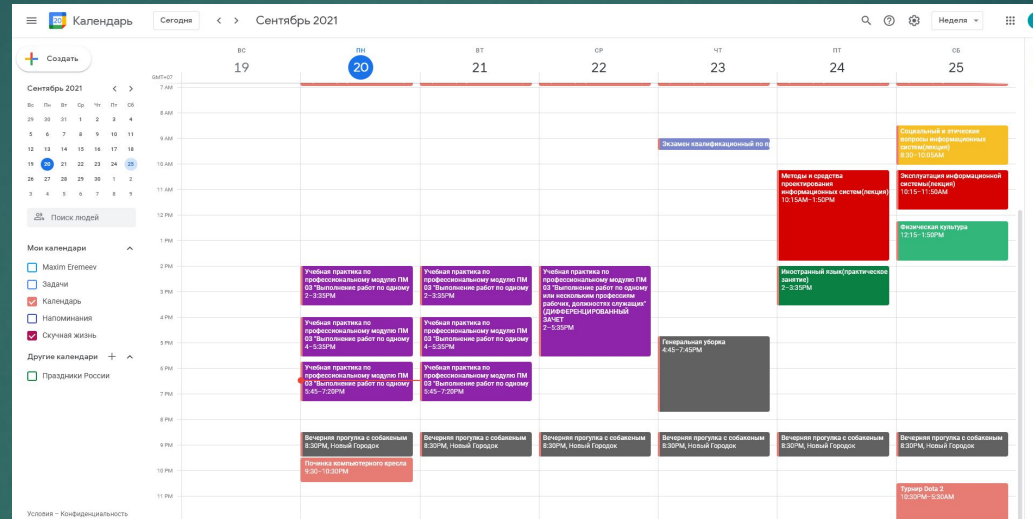 20 Календарь Сегодня Сентябрь 2021 Неделя
Создать
Сентябрь 2021
Вс Пн Вт Ср Чт Пт Сб
29 30 31 1 2 3 4
5 6 7 8 9 10 11
12 13 14 15 16 17 18
19 20 21 22 23 24 25
26 27 28 29 30 1 2
3 4 5 6 7 8 9
Поиск людей
Мои календари
Maxim Eremeev
Задачи
Календарь
Напоминания
Скучная жизнь
Другие календари
Праздники России
Условия – Конфиденциальность
ВС ПН ВТ СР ЧТ ПТ СБ
19 20 21 22 23 24 25
GMT+07
7 AM
8 AM
9 AM
10 AM
11 AM
12 PM
1 PM
2 PM
3 PM
4 PM
5 PM
6 PM
7 PM
8 PM
9 PM
10 PM
11 PM
Учебная практика по
профессиональному модулю ПМ
03 "Выполнение работ по одному
2–3:35PM
Учебная практика по
профессиональному модулю ПМ
03 "Выполнение работ по одному
4–5:35PM
Учебная практика по
профессиональному модулю ПМ
03 "Выполнение работ по одному
5:45–7:20PM
Вечерняя прогулка с собакеным
8:30PM, Новый Городок
Починка компьютерного кресла
9:30–10:30PM
Учебная практика по
профессиональному модулю ПМ
03 "Выполнение работ по одному
2–3:35PM
Учебная практика по
профессиональному модулю ПМ
03 "Выполнение работ по одному
4–5:35PM
Учебная практика по
профессиональному модулю ПМ
03 "Выполнение работ по одному
5:45–7:20PM
Вечерняя прогулка с собакеным
8:30PM, Новый Городок
Учебная практика по
профессиональному модулю ПМ
03 "Выполнение работ по одному
или нескольким профессиям
рабочих, должностях служащих"
(ДИФФЕРЕНЦИРОВАННЫЙ
ЗАЧЕТ
2–5:35PM
Вечерняя прогулка с собакеным
8:30PM, Новый Городок
Экзамен квалификационный по п
Генеральная уборка
4:45–7:45PM
Вечерняя прогулка с собакеным
8:30PM, Новый Городок
Методы и средства
проектирования
информационных систем(лекция)
10:15AM–1:50PM
Иностранный язык(практическое
занятие)
2–3:35PM
Вечерняя прогулка с собакеным
8:30PM, Новый Городок
Социальный и этические
вопросы информационных
систем(лекция)
8:30–10:05AM
Эксплуатация информационной
системы(лекция)
10:15–11:50AM
Физическая культура
12:15–1:50PM
Вечерняя прогулка с собакеным
8:30PM, Новый Городок
Турнир Dota 2
10:30PM–5:30AM